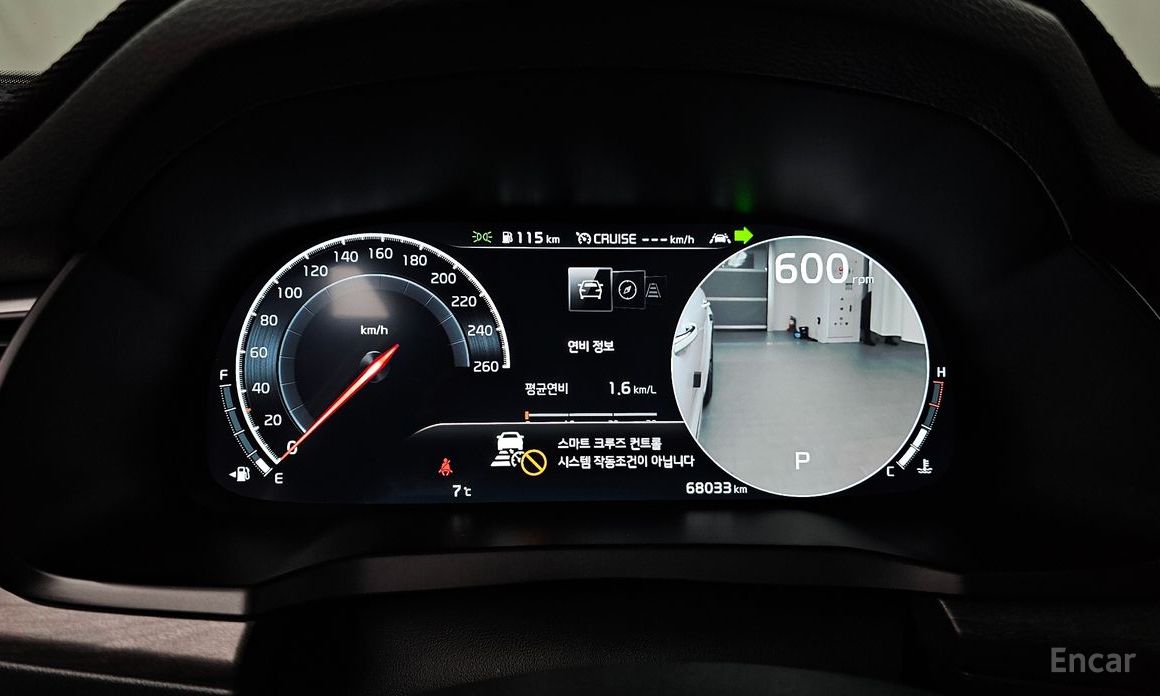 115 km CRUISE --- km/h
0 20 40 60 80 100 120 140 160 180 200 220 240 260
km/h
600 rpm
연비 정보
평균연비 1.6 km/L
스마트 크루즈 컨트롤
시스템 작동조건이 아닙니다
F
E
H
C
P
7℃
68033 km
Encar